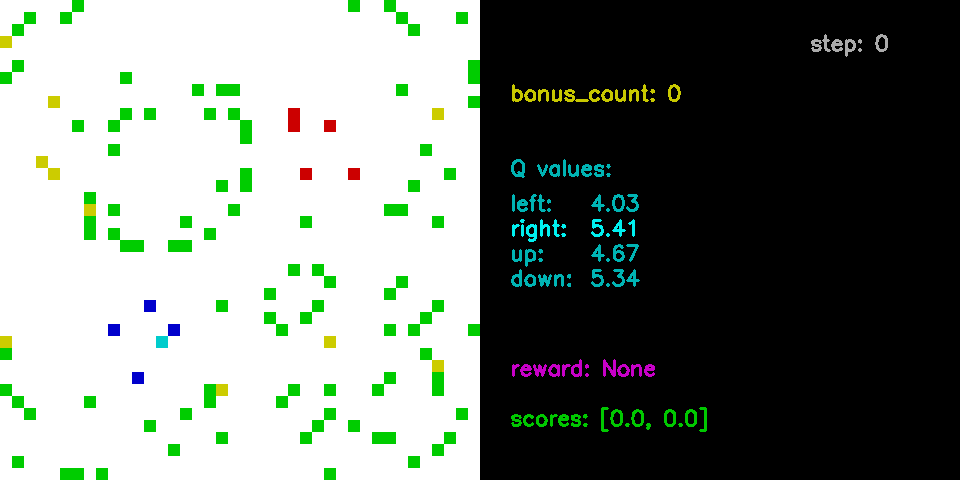 step: 0
bonus_count: 0
Q values:
left: 4.03
right: 5.41
up: 4.67
down: 5.34
reward: None
scores: [0.0, 0.0]